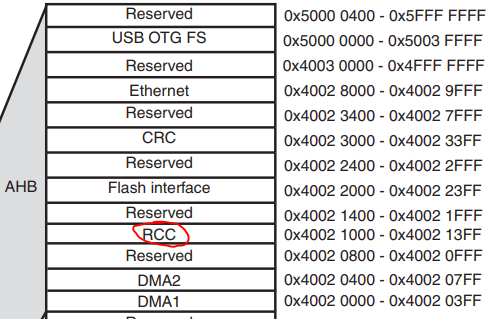 Reserved 0x5000 0400 - 0x5FFF FFFF
USB OTG FS 0x5000 0000 - 0x5003 FFFF
Reserved 0x4003 0000 - 0x4FFF FFFF
Ethernet 0x4002 8000 - 0x4002 9FFF
Reserved 0x4002 3400 - 0x4002 7FFF
CRC 0x4002 3000 - 0x4002 33FF
Reserved 0x4002 2400 - 0x4002 2FFF
AHB Flash interface 0x4002 2000 - 0x4002 23FF
Reserved 0x4002 1400 - 0x4002 1FFF
RCC 0x4002 1000 - 0x4002 13FF
Reserved 0x4002 0800 - 0x4002 0FFF
DMA2 0x4002 0400 - 0x4002 07FF
DMA1 0x4002 0000 - 0x4002 03FF